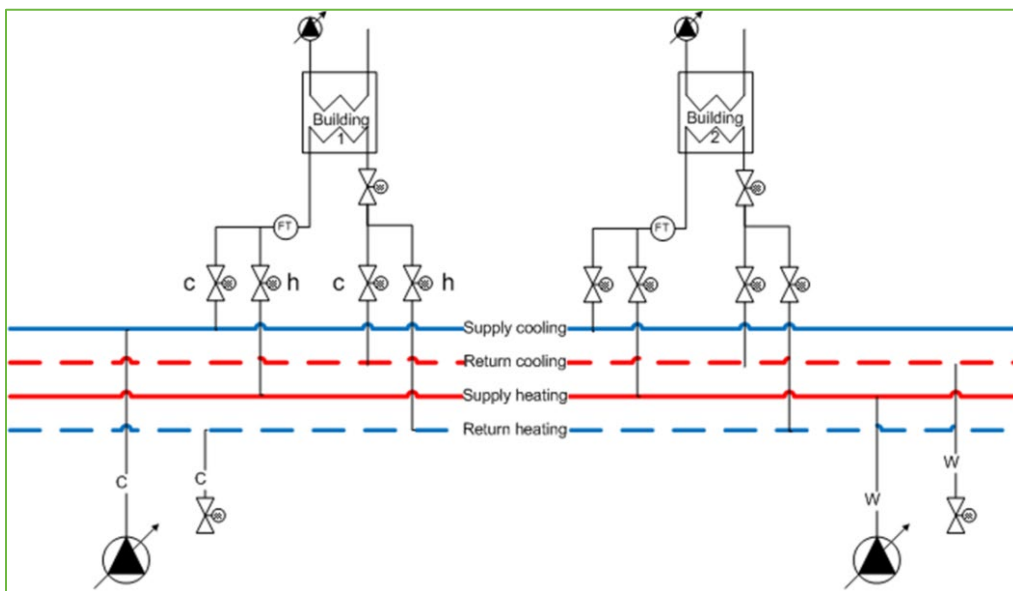 Building
1
Building
2
FT
FT
c
h
c
h
Supply cooling
Return cooling
Supply heating
Return heating
C
C
W
W